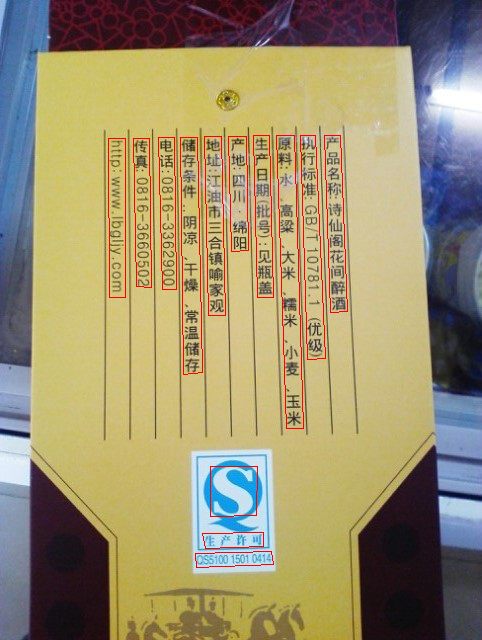 产品名称:诗仙阁花间醉酒
执行标准:GB/T 10781.1 (优级)
原料:水、高粱、大米、糯米、小麦、玉米
生产日期(批号):见瓶盖
产地:四川·绵阳
地址:江油市三合镇喻家观
储存条件:阴凉、干燥、常温储存
电话:0816-3362900
传真:0816-3660502
http:www.lbgljy.com
S
生产许可
QS5100 1501 0414